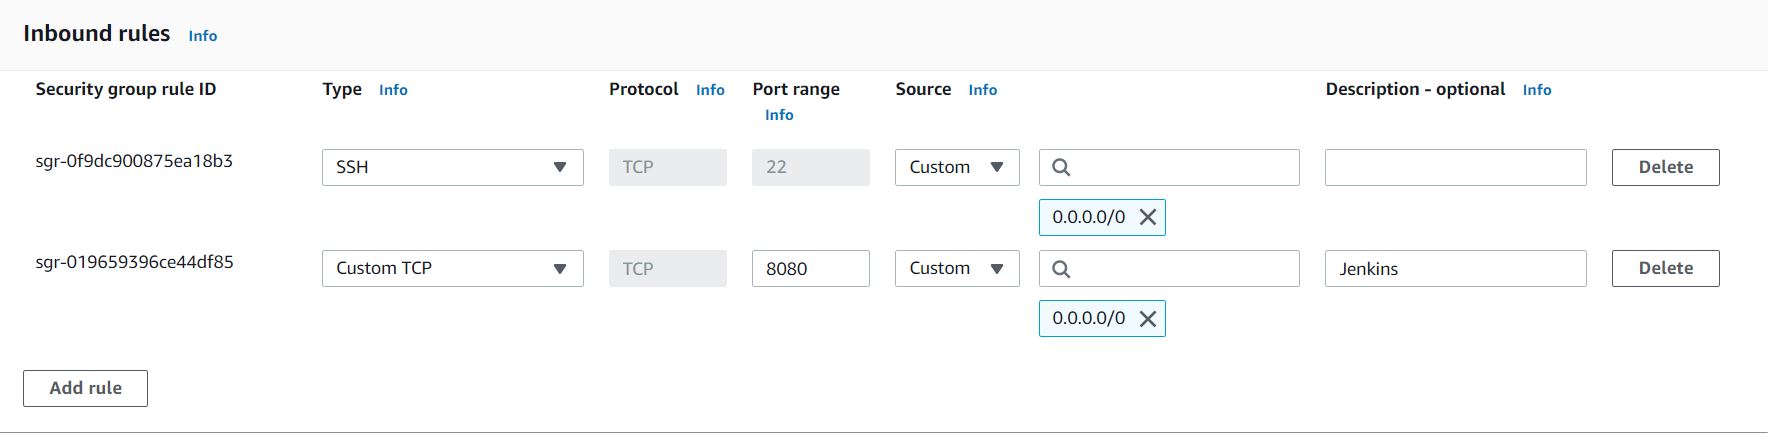 Inbound rules Info
Security group rule ID Type Info Protocol Info Port range Info Source Info Description - optional Info
sgr-0f9dc900875ea18b3 SSH TCP 22 Custom Delete
0.0.0.0/0
sgr-019659396ce44df85 Custom TCP TCP 8080 Custom Jenkins Delete
0.0.0.0/0
Add rule